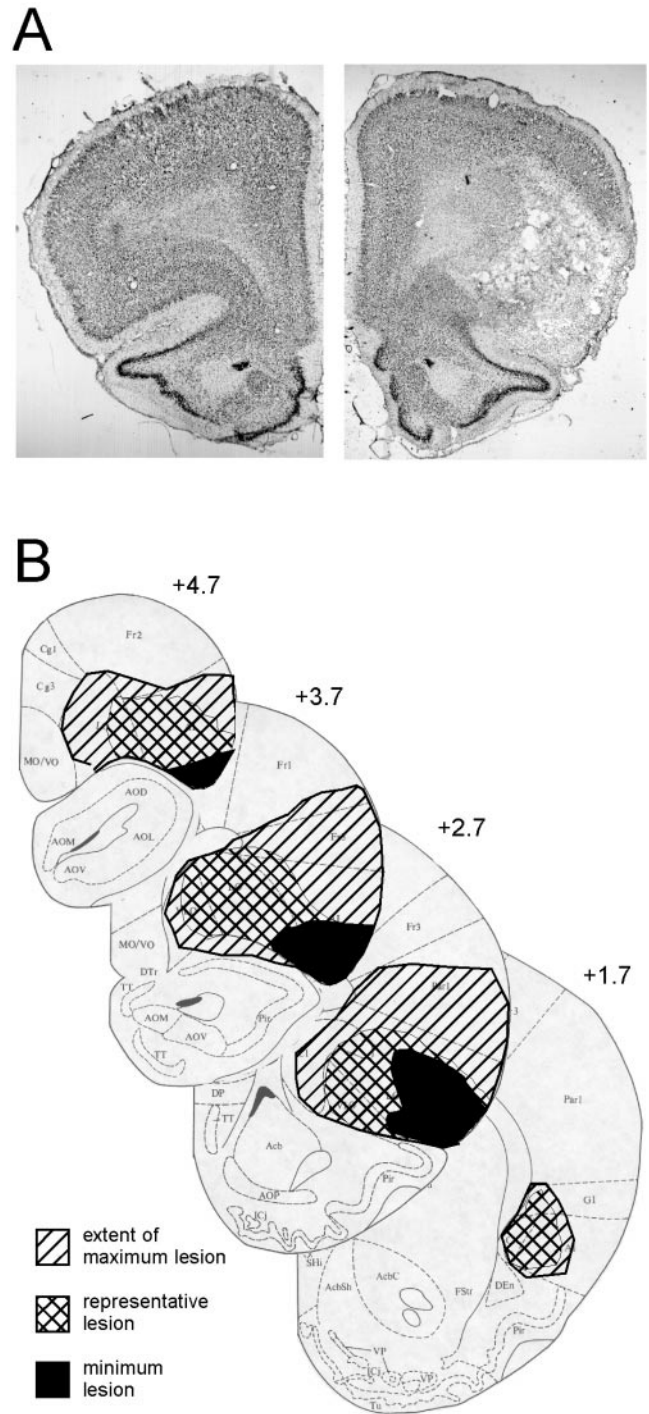 A
B
+4.7
Fr2
Cg1
Cg3
MO/VO
AOD
AOM
AOL
AOV
+3.7
Fr1
MO/VO
DTr
TT
AOM
AOV
Pir
TT
+2.7
Fr3
Par1
DP
TT
Acb
AOP
Pir
ICj
+1.7
Par1
G1
SHi
AcbSh
AcbC
FStr
DEn
Pir
VP
ICj
VP
Tu
extent of
maximum lesion
representative
lesion
minimum
lesion